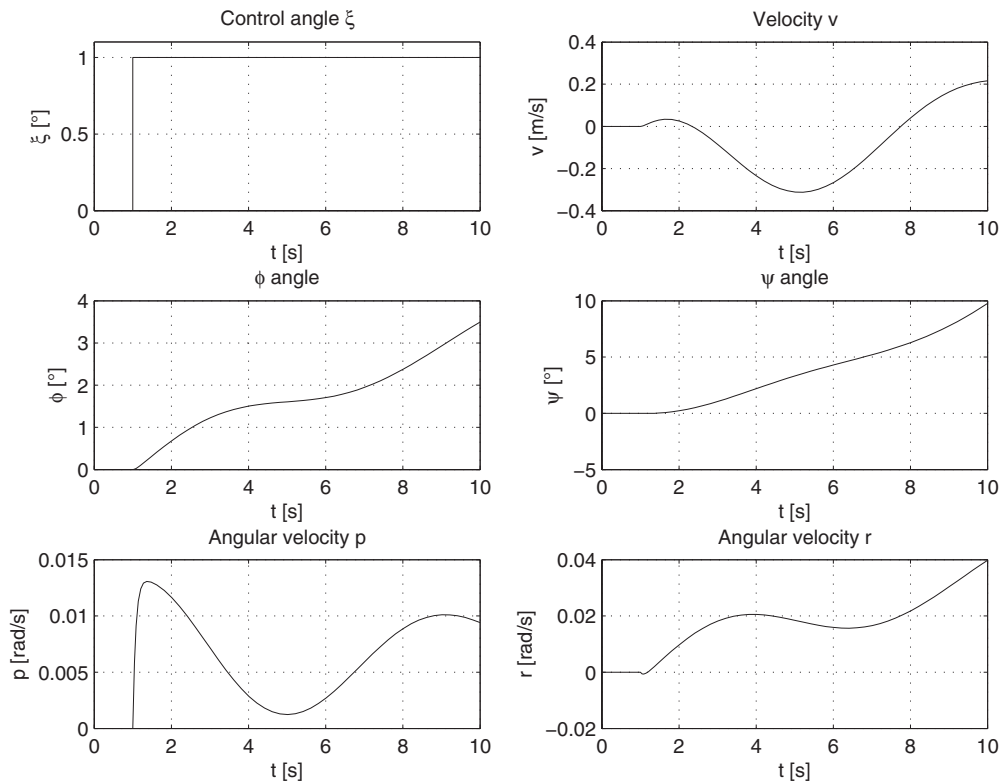 Control angle ξ
1
0.5
0
ξ [°]
0 2 4 6 8 10
t [s]
Velocity v
0.4
0.2
0
−0.2
−0.4
v [m/s]
0 2 4 6 8 10
t [s]
ϕ angle
4
3
2
1
0
ϕ [°]
0 2 4 6 8 10
t [s]
ψ angle
10
5
0
−5
ψ [°]
0 2 4 6 8 10
t [s]
Angular velocity p
0.015
0.01
0.005
0
p [rad/s]
0 2 4 6 8 10
t [s]
Angular velocity r
0.04
0.02
0
−0.02
r [rad/s]
0 2 4 6 8 10
t [s]